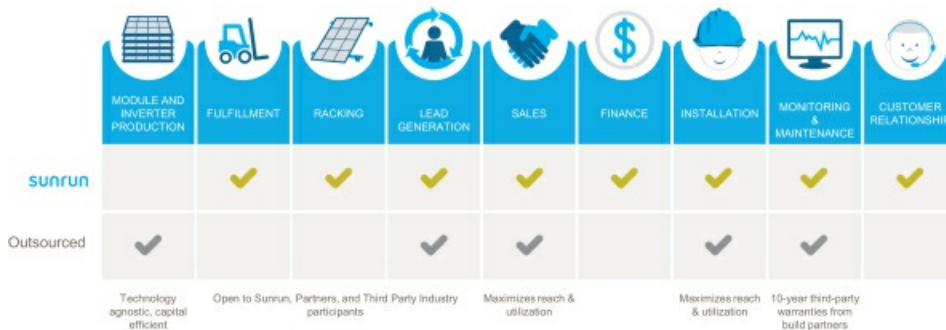 MODULE AND
INVERTER
PRODUCTION
FULFILLMENT
RACKING
LEAD
GENERATION
SALES
FINANCE
INSTALLATION
MONITORING
&
MAINTENANCE
CUSTOMER
RELATIONSHIP
sunrun
Outsourced
Technology
agnostic, capital
efficient
Open to Sunrun, Partners, and Third Party Industry
participants
Maximizes reach &
utilization
Maximizes reach
& utilization
10-year third-party
warranties from
build partners